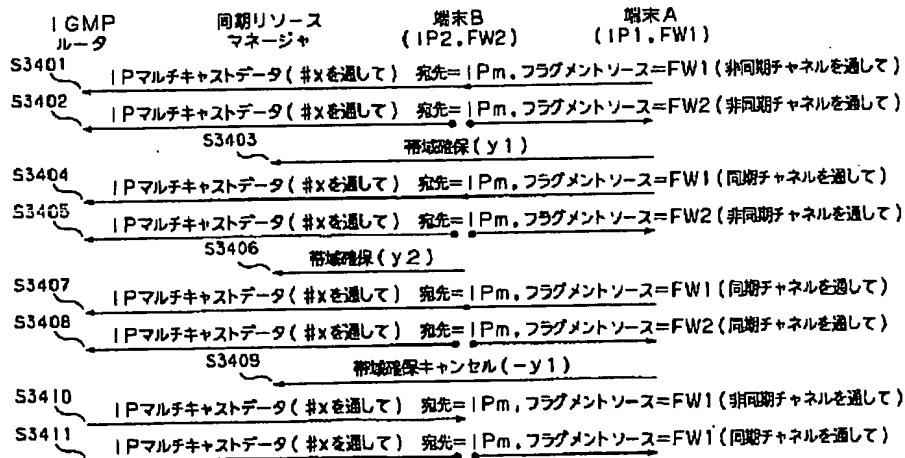 IGMP
ルータ
同期リソース
マネージャ
端末B
(IP2,FW2)
端末A
(IP1,FW1)
S3401
IPマルチキャストデータ(#xを通して) 宛先=IPm,フラグメントソース=FW1(非同期チャネルを通して)
S3402
IPマルチキャストデータ(#xを通して) 宛先=IPm,フラグメントソース=FW2(非同期チャネルを通して)
S3403
帯域確保(y1)
S3404
IPマルチキャストデータ(#xを通して) 宛先=IPm,フラグメントソース=FW1(同期チャネルを通して)
S3405
IPマルチキャストデータ(#xを通して) 宛先=IPm,フラグメントソース=FW2(非同期チャネルを通して)
S3406
帯域確保(y2)
S3407
IPマルチキャストデータ(#xを通して) 宛先=IPm,フラグメントソース=FW1(同期チャネルを通して)
S3408
IPマルチキャストデータ(#xを通して) 宛先=IPm,フラグメントソース=FW2(同期チャネルを通して)
S3409
帯域確保キャンセル(-y1)
S3410
IPマルチキャストデータ(#xを通して) 宛先=IPm,フラグメントソース=FW1(非同期チャネルを通して)
S3411
IPマルチキャストデータ(#xを通して) 宛先=IPm,フラグメントソース=FW1(同期チャネルを通して)